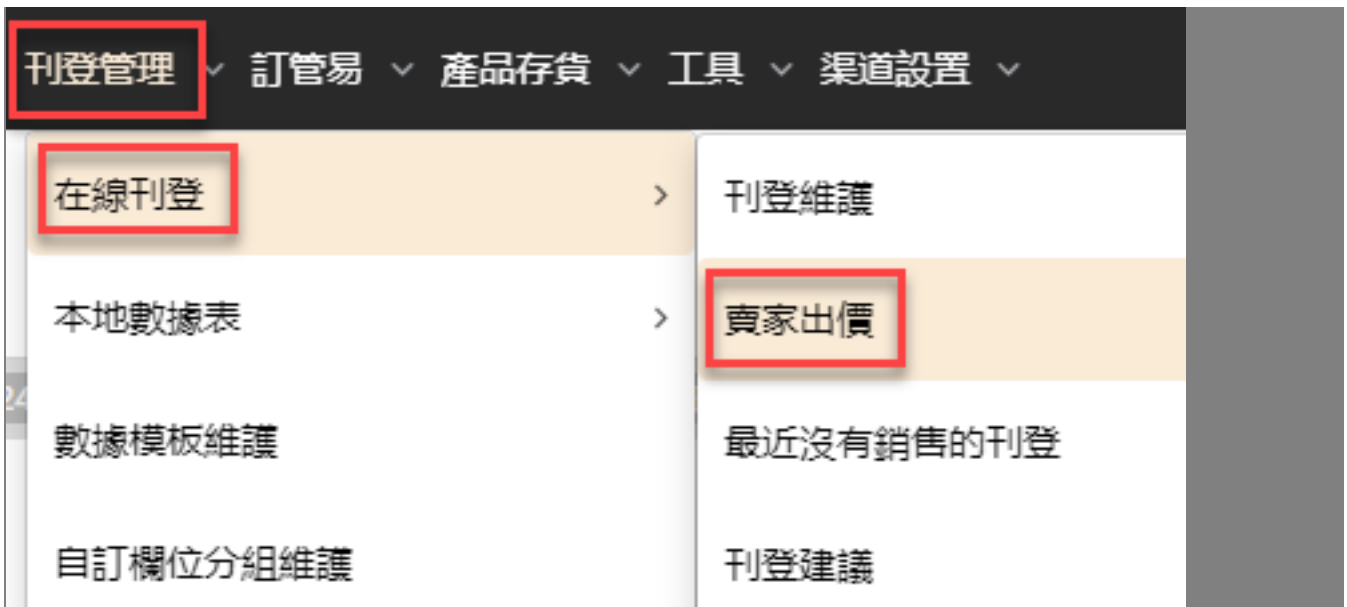 刊登管理 訂管易 產品存貨 工具 渠道設置
在線刊登 刊登維護
本地數據表 賣家出價
24
數據模板維護 最近沒有銷售的刊登
自訂欄位分組維護 刊登建議